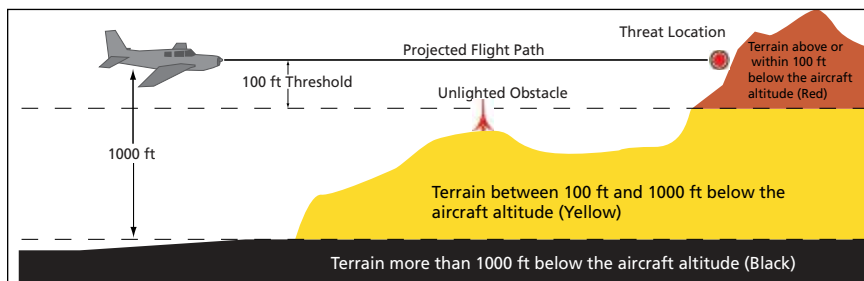 Threat Location
Projected Flight Path
Terrain above or
within 100 ft
below the aircraft
altitude (Red)
100 ft Threshold
Unlighted Obstacle
1000 ft
Terrain between 100 ft and 1000 ft below the
aircraft altitude (Yellow)
Terrain more than 1000 ft below the aircraft altitude (Black)